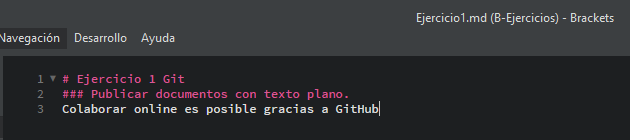 Ejercicio1.md (B-Ejercicios) - Brackets
Navegación Desarrollo Ayuda
1 # Ejercicio 1 Git
2 ### Publicar documentos con texto plano.
3 Colaborar online es posible gracias a GitHub